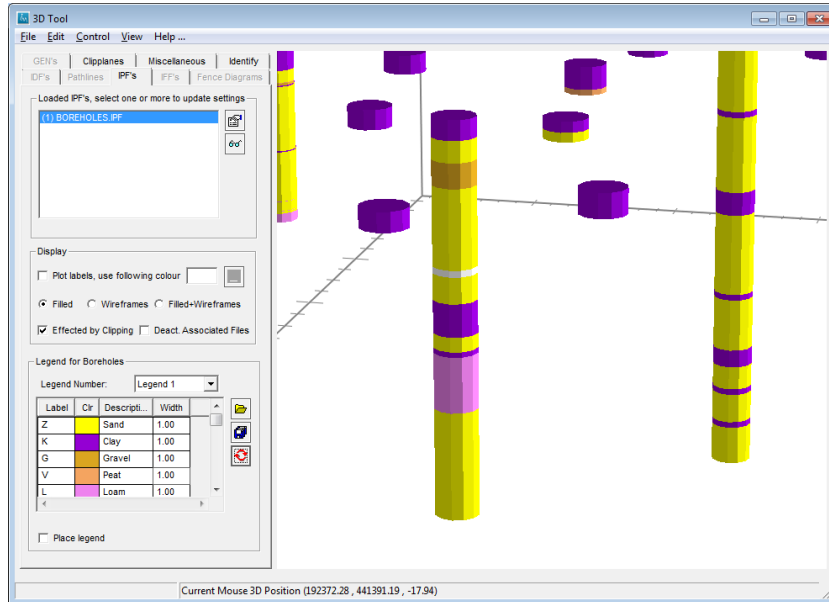 3D Tool
File Edit Control View Help ...
GEN's Clipplanes Miscellaneous Identify
IDF's Pathlines IPF's IFF's Fence Diagrams
Loaded IPF's, select one or more to update settings
(1) BOREHOLES.IPF
Display
Plot labels, use following colour
Filled Wireframes Filled+Wireframes
Effected by Clipping Deact. Associated Files
Legend for Boreholes
Legend Number: Legend 1
Label Clr Descripti... Width
Z Sand 1.00
K Clay 1.00
G Gravel 1.00
V Peat 1.00
L Loam 1.00
Place legend
Current Mouse 3D Position (192372.28 , 441391.19 , -17.94)